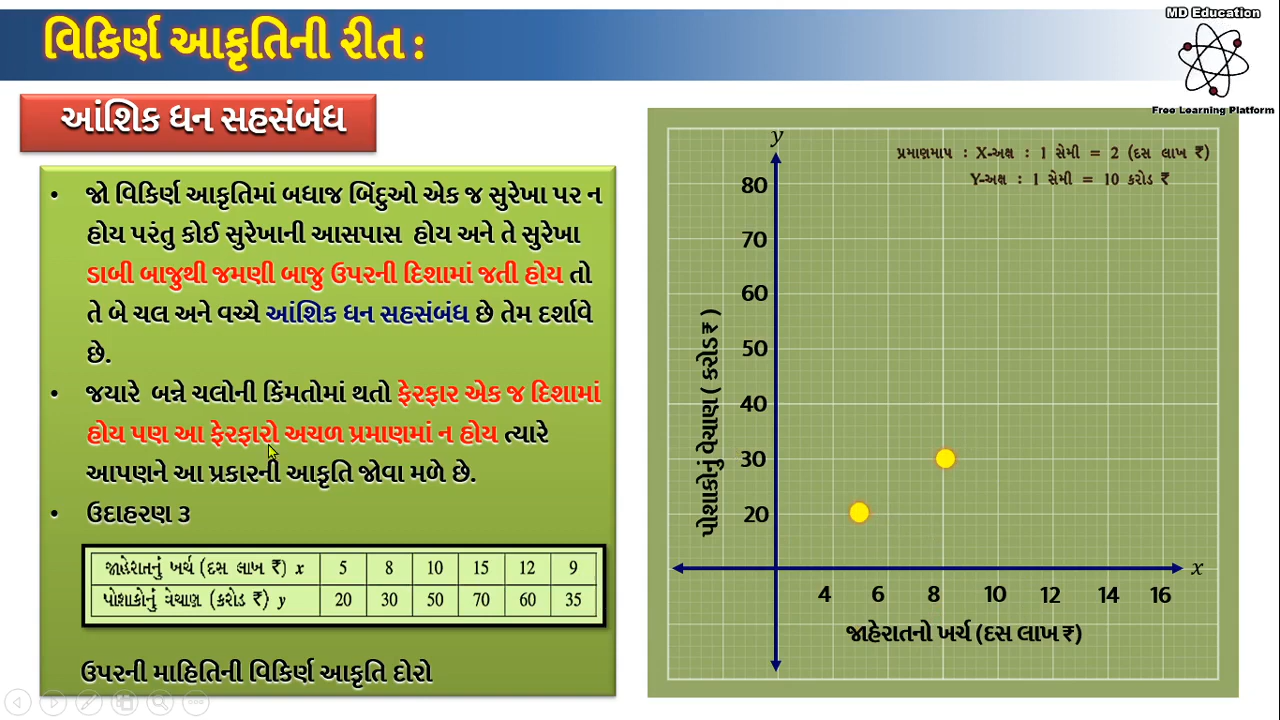 વિકિર્ણ આકૃતિની રીત :
MD Education
Free Learning Platform
આંશિક ધન સહસંબંધ
• જો વિકિર્ણ આકૃતિમાં બધાજ બિંદુઓ એક જ સુરેખા પર ન
હોય પરંતુ કોઈ સુરેખાની આસપાસ હોય અને તે સુરેખા
ડાબી બાજુથી જમણી બાજુ ઉપરની દિશામાં જતી હોય તો
તે બે ચલ અને વચ્ચે આંશિક ધન સહસંબંધ છે તેમ દર્શાવે
છે.
• જયારે બન્ને ચલોની કિંમતોમાં થતો ફેરફાર એક જ દિશામાં
હોય પણ આ ફેરફારો અચળ પ્રમાણમાં ન હોય ત્યારે
આપણને આ પ્રકારની આકૃતિ જોવા મળે છે.
• ઉદાહરણ ૩
જાહેરાતનું ખર્ચ (દસ લાખ ₹) x 5 8 10 15 12 9
પોશાકોનું વેચાણ (કરોડ ₹) y 20 30 50 70 60 35
ઉપરની માહિતિની વિકિર્ણ આકૃતિ દોરો
y
પ્રમાણમાપ : X-અક્ષ : 1 સેમી = 2 (દસ લાખ ₹)
Y-અક્ષ : 1 સેમી = 10 કરોડ ₹
80
70
60
50
40
30
20
પોશાકોનું વેચાણ ( કરોડ ₹ )
x
4 6 8 10 12 14 16
જાહેરાતનો ખર્ચ (દસ લાખ ₹)